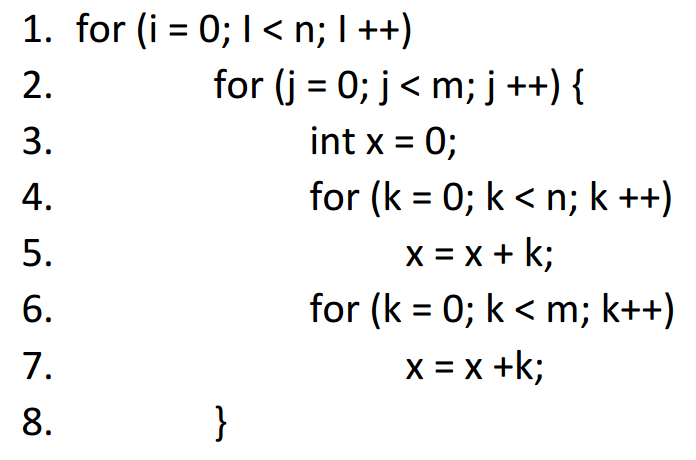 1. for (i = 0; I < n; I ++)
2. for (j = 0; j < m; j ++) {
3. int x = 0;
4. for (k = 0; k < n; k ++)
5. x = x + k;
6. for (k = 0; k < m; k++)
7. x = x +k;
8. }